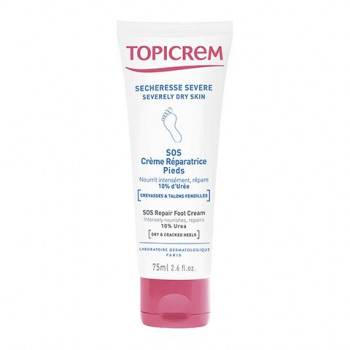 TOPICREM
SECHERESSE SEVERE
SEVERELY DRY SKIN
SOS
Crème Réparatrice
Pieds
Nourrit intensément, répare
10% d'Urée
CREVASSES & TALONS FENDILLES
SOS Repair Foot Cream
Intensely nourishes, repairs
10% Urea
DRY & CRACKED HEELS
LABORATOIRE DERMATOLOGIQUE
PARIS
75ml 2.6 fl.oz.